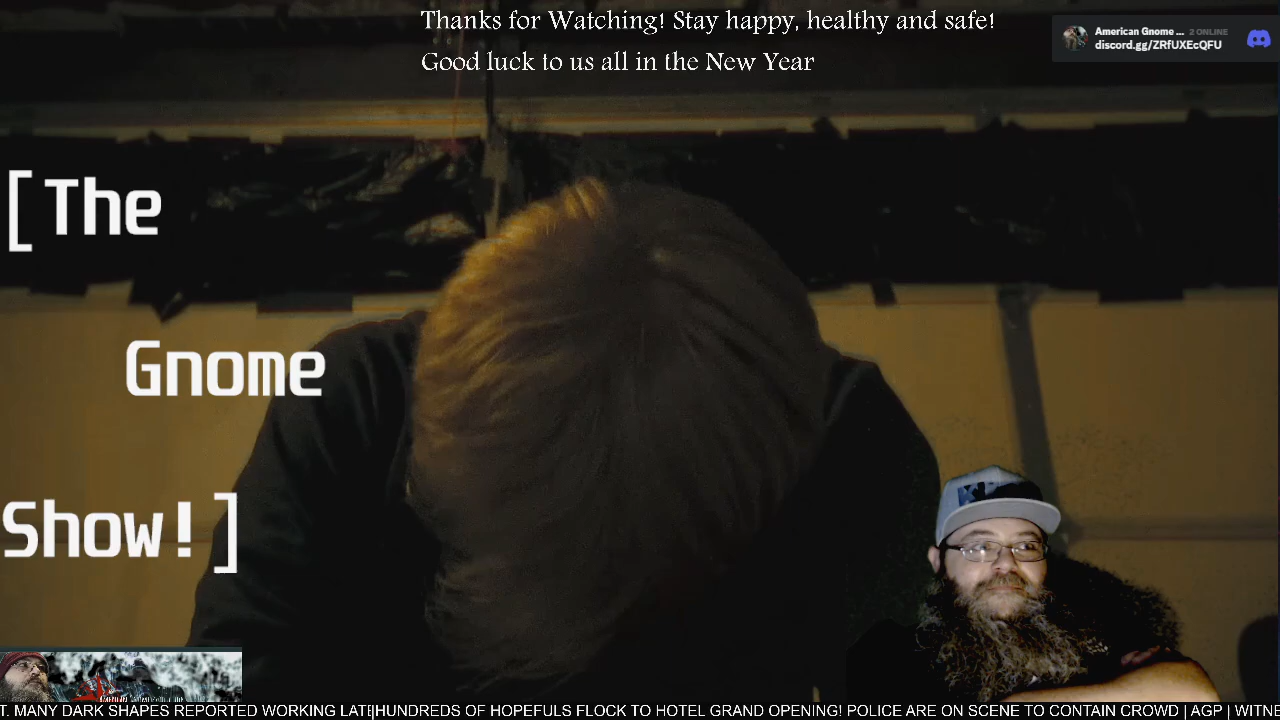 Thanks for Watching! Stay happy, healthy and safe!
Good luck to us all in the New Year
American Gnome ... 2 ONLINE
discord.gg/ZRfUXEcQFU
[The
Gnome
Show!]
T. MANY DARK SHAPES REPORTED WORKING LATE|HUNDREDS OF HOPEFULS FLOCK TO HOTEL GRAND OPENING! POLICE ARE ON SCENE TO CONTAIN CROWD | AGP | WITNE